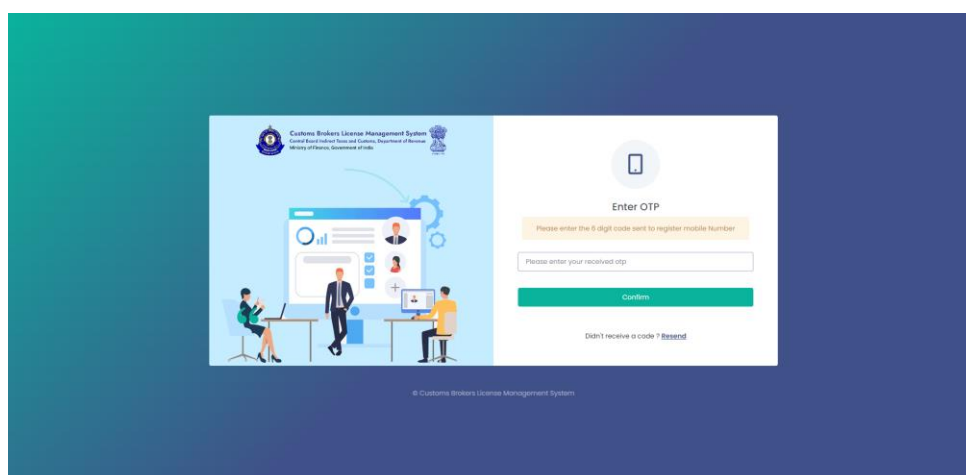 Customs Brokers License Management System
Central Board Indirect Taxes and Customs, Department of Revenue
Ministry of Finance, Government of India
Enter OTP
Please enter the 6 digit code sent to register mobile Number
Please enter your received otp
Confirm
Didn't receive a code ? Resend
© Customs Brokers License Management System